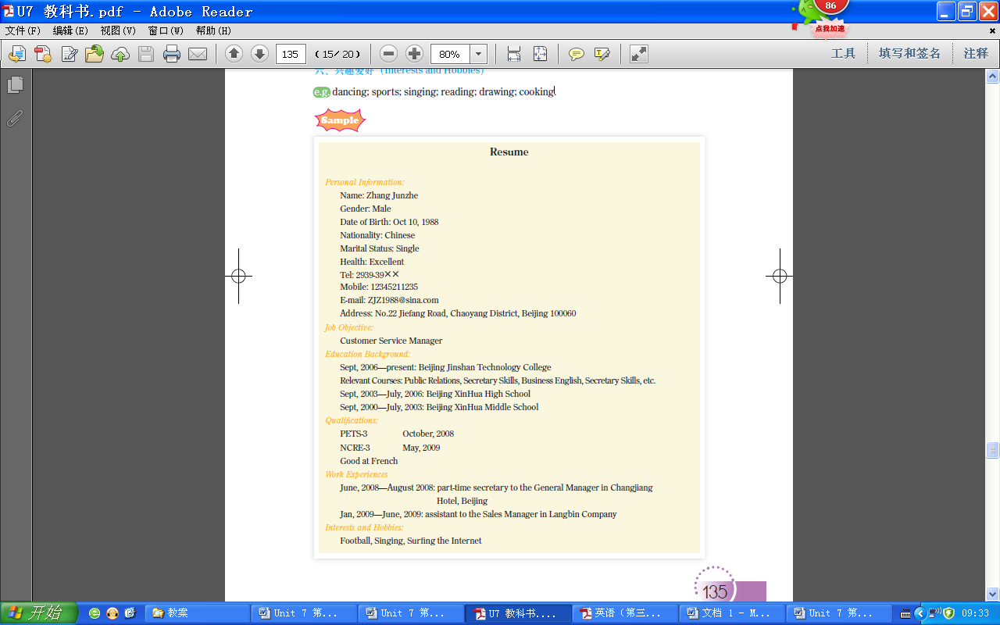 U7 教科书.pdf - Adobe Reader
86
点我加速
文件(F) 编辑(E) 视图(V) 窗口(W) 帮助(H)
135 (15/20) 80% 工具 填写和签名 注释
六、兴趣爱好 (Interests and Hobbies)
e.g. dancing; sports; singing; reading; drawing; cooking.
Sample
Resume
Personal Information:
Name: Zhang Junzhe
Gender: Male
Date of Birth: Oct 10, 1988
Nationality: Chinese
Marital Status: Single
Health: Excellent
Tel: 2939-39××
Mobile: 12345211235
E-mail: ZJZ1988@sina.com
Address: No.22 Jiefang Road, Chaoyang District, Beijing 100060
Job Objective:
Customer Service Manager
Education Background:
Sept, 2006—present: Beijing Jinshan Technology College
Relevant Courses: Public Relations, Secretary Skills, Business English, Secretary Skills, etc.
Sept, 2003—July, 2006: Beijing XinHua High School
Sept, 2000—July, 2003: Beijing XinHua Middle School
Qualifications:
PETS-3 October, 2008
NCRE-3 May, 2009
Good at French
Work Experiences
June, 2008—August 2008: part-time secretary to the General Manager in Changjiang
Hotel, Beijing
Jan, 2009—June, 2009: assistant to the Sales Manager in Langbin Company
Interests and Hobbies:
Football, Singing, Surfing the Internet
135
开始 教案 Unit 7 第... Unit 7 第... U7 教科书.... 英语（第三... 文档 1 - M... Unit 7 第... 09:33